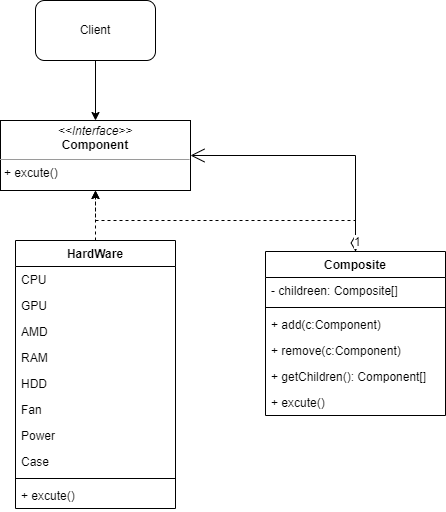 Client
<<Interface>>
Component
+ excute()
1
HardWare
CPU
GPU
AMD
RAM
HDD
Fan
Power
Case
+ excute()
Composite
- childreen: Composite[]
+ add(c:Component)
+ remove(c:Component)
+ getChildren(): Component[]
+ excute()